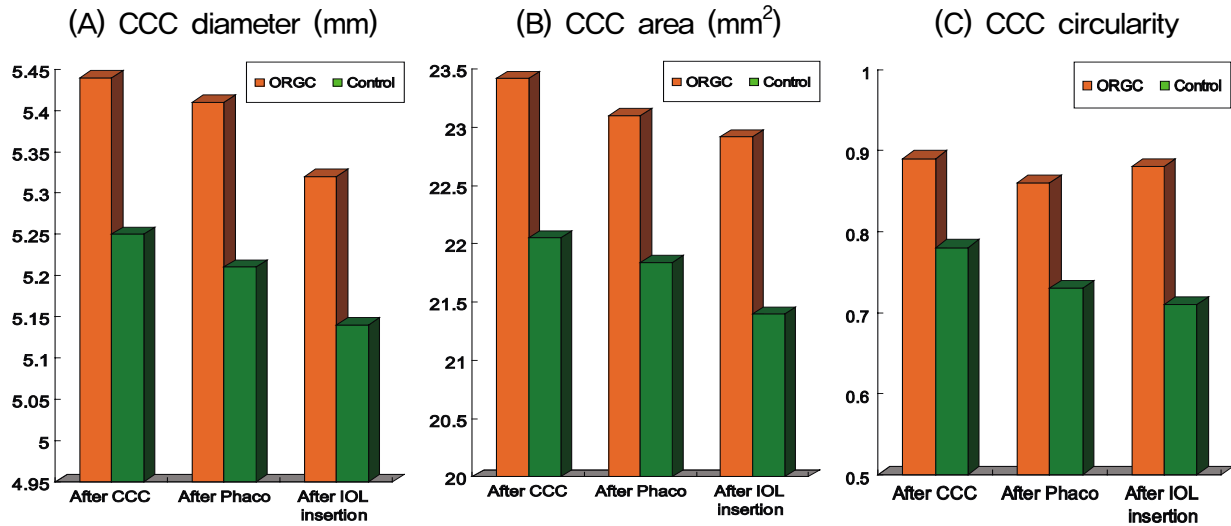 (A) CCC diameter (mm)
5.45
5.4
5.35
5.3
5.25
5.2
5.15
5.1
5.05
5
4.95
ORGC Control
After CCC After Phaco After IOL
insertion
(B) CCC area (mm²)
23.5
23
22.5
22
21.5
21
20.5
20
ORGC Control
After CCC After Phaco After IOL
insertion
(C) CCC circularity
1
0.9
0.8
0.7
0.6
0.5
ORGC Control
After CCC After Phaco After IOL
insertion